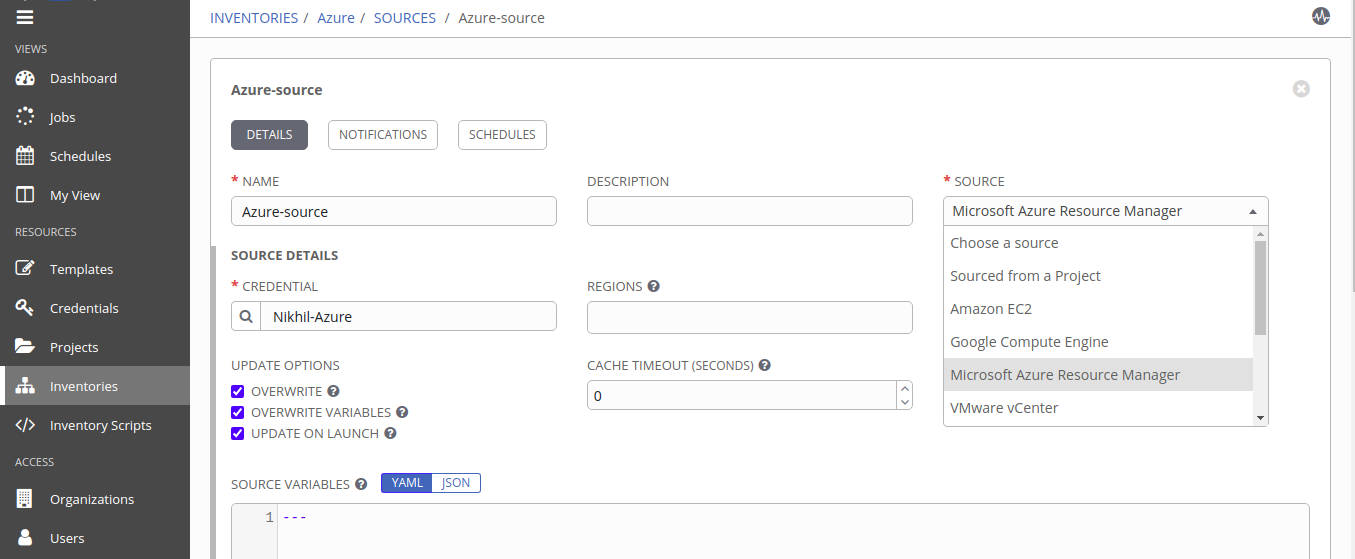 INVENTORIES / Azure / SOURCES / Azure-source
VIEWS
Dashboard
Jobs
Schedules
My View
RESOURCES
Templates
Credentials
Projects
Inventories
Inventory Scripts
ACCESS
Organizations
Users
Azure-source
DETAILS NOTIFICATIONS SCHEDULES
* NAME
Azure-source
DESCRIPTION
* SOURCE
Microsoft Azure Resource Manager
Choose a source
Sourced from a Project
Amazon EC2
Google Compute Engine
Microsoft Azure Resource Manager
VMware vCenter
SOURCE DETAILS
* CREDENTIAL
Nikhil-Azure
REGIONS ?
UPDATE OPTIONS
OVERWRITE ?
OVERWRITE VARIABLES ?
UPDATE ON LAUNCH ?
CACHE TIMEOUT (SECONDS) ?
0
SOURCE VARIABLES ? YAML JSON
1 ---